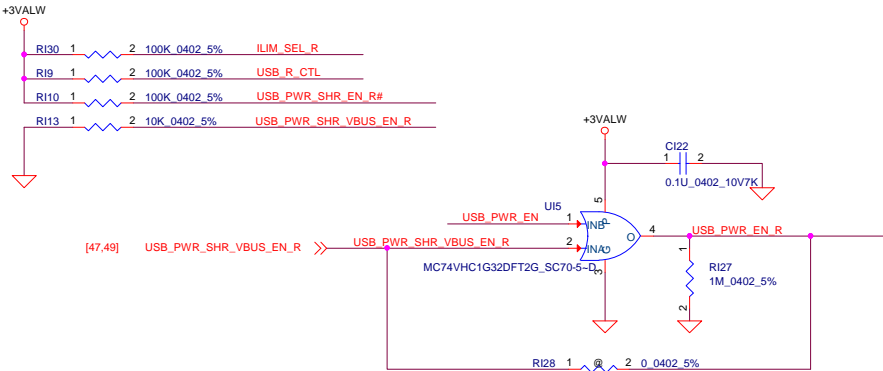 +3VALW
RI30 1 2 100K_0402_5% ILIM_SEL_R
RI9 1 2 100K_0402_5% USB_R_CTL
RI10 1 2 100K_0402_5% USB_PWR_SHR_EN_R#
RI13 1 2 10K_0402_5% USB_PWR_SHR_VBUS_EN_R
+3VALW
CI22
1 2
0.1U_0402_10V7K
5
UI5
USB_PWR_EN 1 INB P
4 USB_PWR_EN_R
O
[47,49] USB_PWR_SHR_VBUS_EN_R USB_PWR_SHR_VBUS_EN_R 2 INA G
1
MC74VHC1G32DFT2G_SC70-5~D
3
RI27
1M_0402_5%
2
RI28 1 @ 2 0_0402_5%